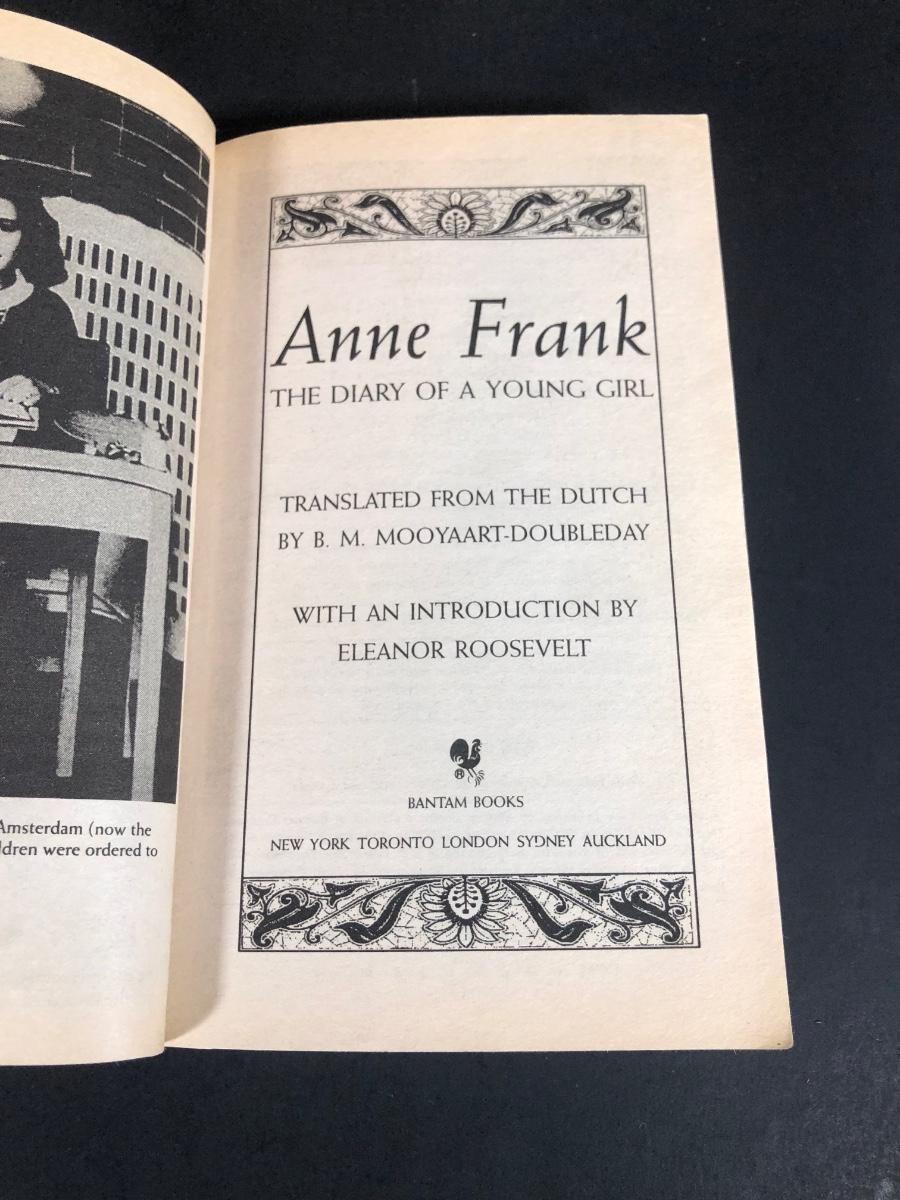 Amsterdam (now the
ldren were ordered to
Anne Frank
THE DIARY OF A YOUNG GIRL
TRANSLATED FROM THE DUTCH
BY B. M. MOOYAART-DOUBLEDAY
WITH AN INTRODUCTION BY
ELEANOR ROOSEVELT
®
BANTAM BOOKS
NEW YORK TORONTO LONDON SYDNEY AUCKLAND